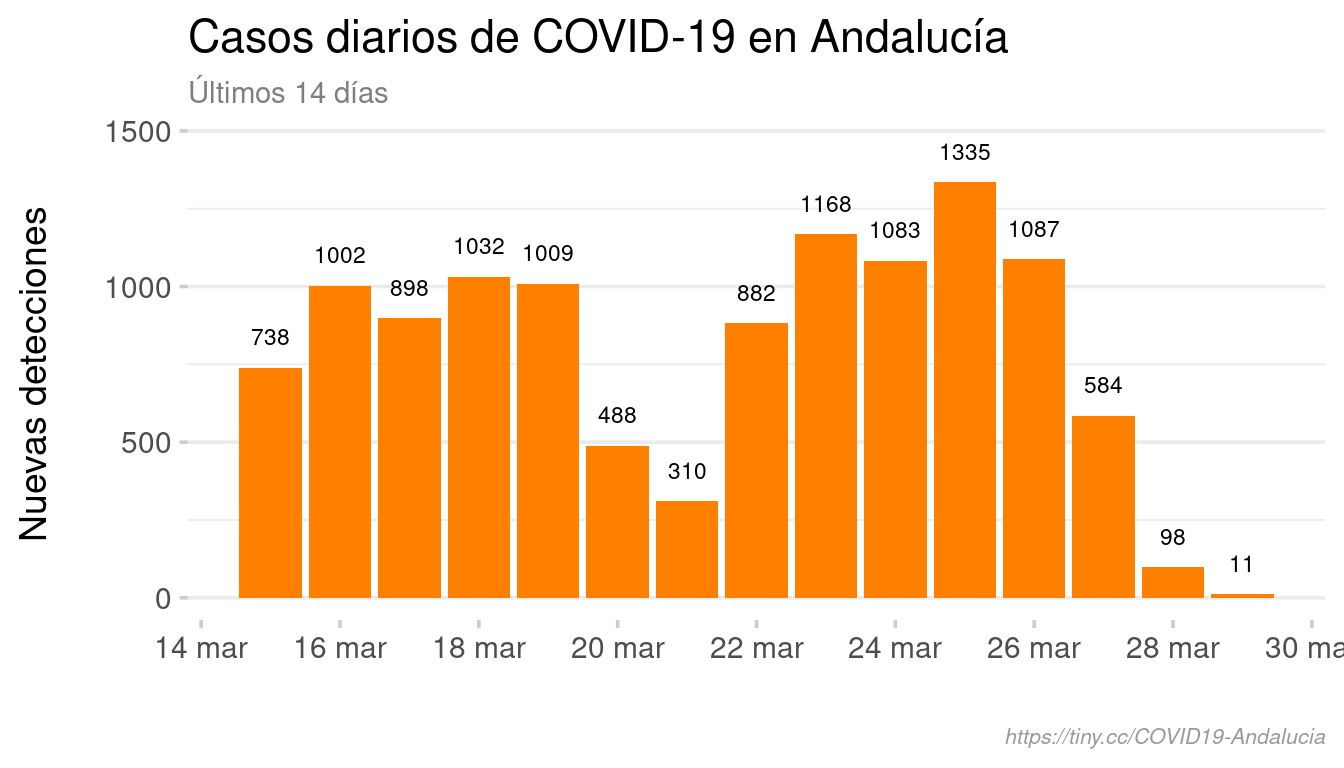 Casos diarios de COVID-19 en Andalucía
Últimos 14 días
Nuevas detecciones
1500
1000
500
0
738
1002
898
1032
1009
488
310
882
1168
1083
1335
1087
584
98
11
14 mar
16 mar
18 mar
20 mar
22 mar
24 mar
26 mar
28 mar
30 ma
https://tiny.cc/COVID19-Andalucia